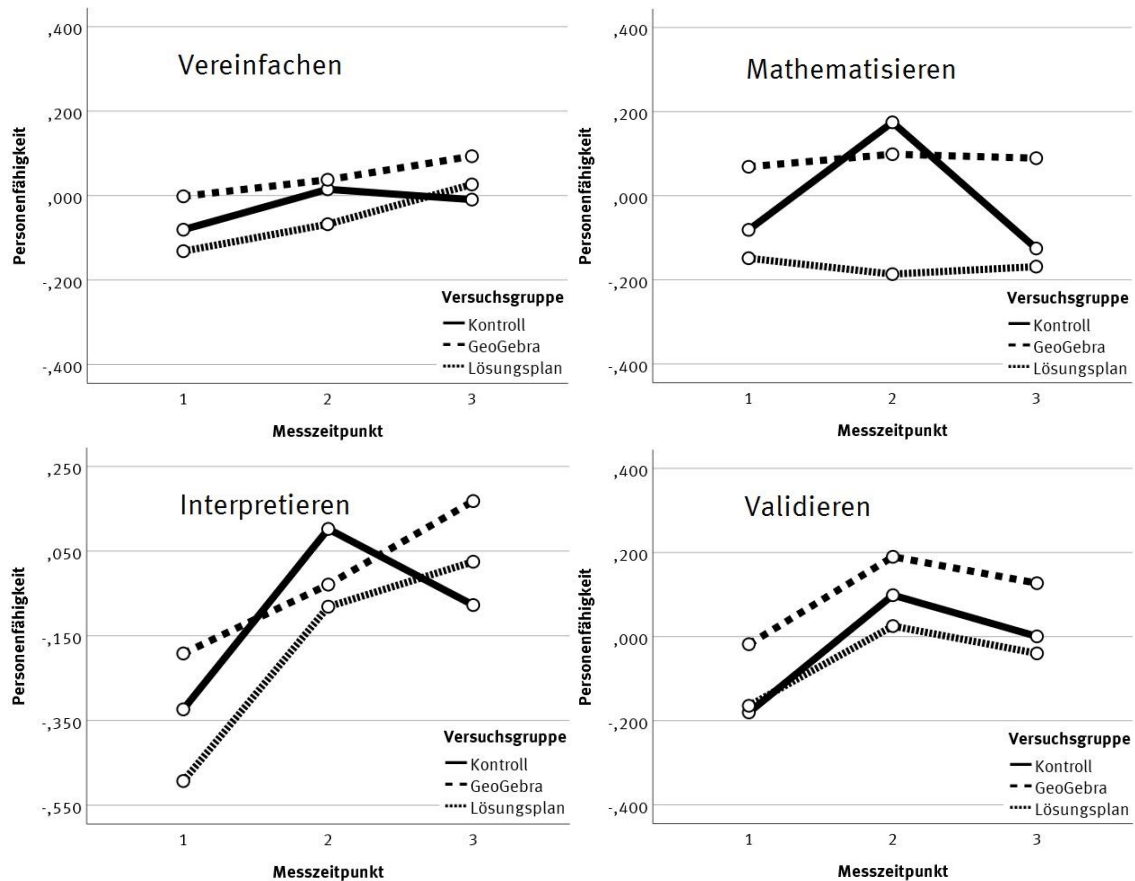 Vereinfachen
Personenfähigkeit
,400
,200
,000
-,200
-,400
Versuchsgruppe
Kontroll
GeoGebra
Lösungsplan
1 2 3
Messzeitpunkt
Mathematisieren
Personenfähigkeit
,400
,200
,000
-,200
-,400
Versuchsgruppe
Kontroll
GeoGebra
Lösungsplan
1 2 3
Messzeitpunkt
Interpretieren
Personenfähigkeit
,250
,050
-,150
-,350
-,550
Versuchsgruppe
Kontroll
GeoGebra
Lösungsplan
1 2 3
Messzeitpunkt
Validieren
Personenfähigkeit
,400
,200
,000
-,200
-,400
Versuchsgruppe
Kontroll
GeoGebra
Lösungsplan
1 2 3
Messzeitpunkt